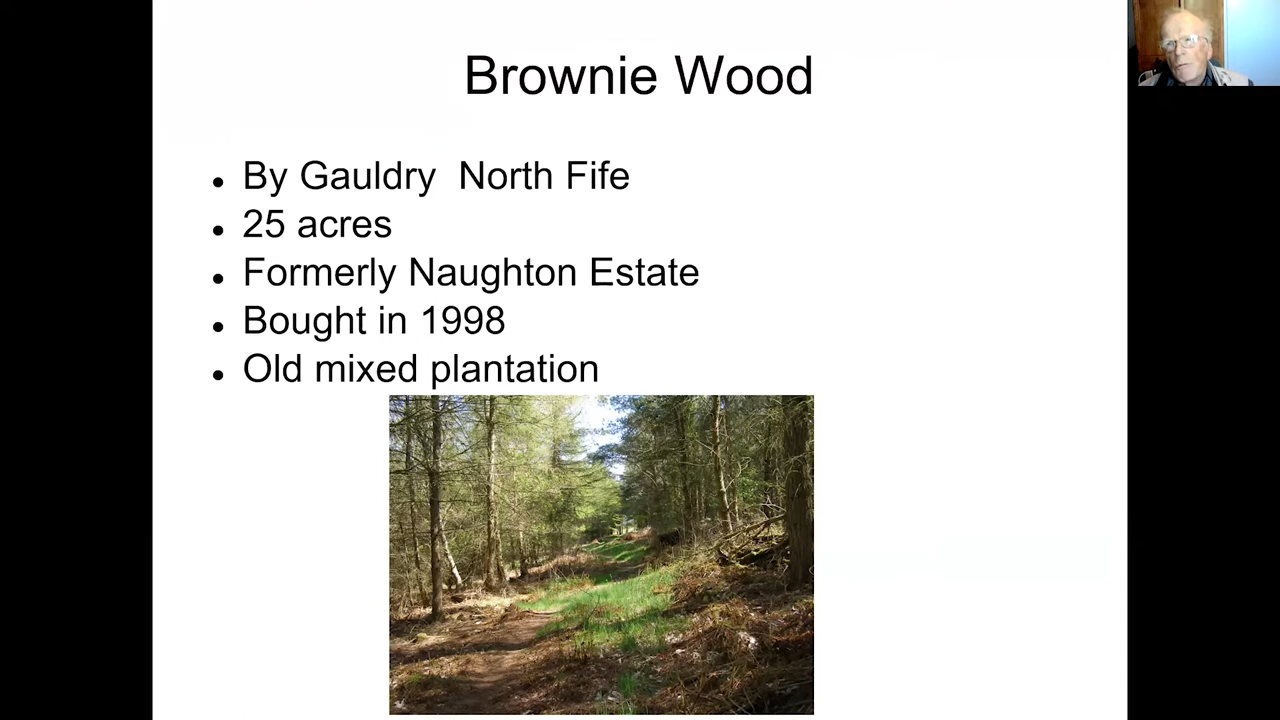 Brownie Wood
• By Gauldry  North Fife
• 25 acres
• Formerly Naughton Estate
• Bought in 1998
• Old mixed plantation